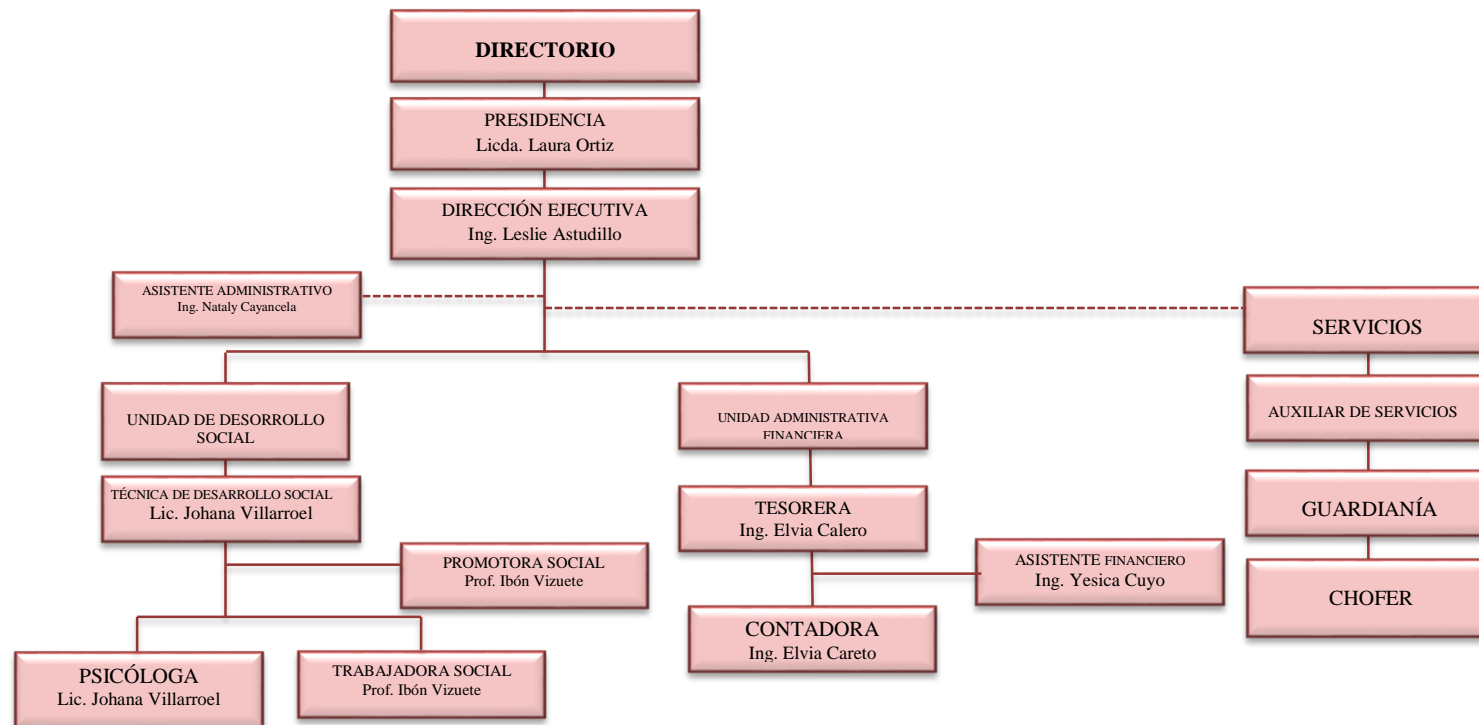 DIRECTORIO
PRESIDENCIA
Licda. Laura Ortiz
DIRECCIÓN EJECUTIVA
Ing. Leslie Astudillo
ASISTENTE ADMINISTRATIVO
Ing. Nataly Cayancela
SERVICIOS
AUXILIAR DE SERVICIOS
GUARDIANÍA
CHOFER
UNIDAD DE DESORROLLO
SOCIAL
TÉCNICA DE DESARROLLO SOCIAL
Lic. Johana Villarroel
PROMOTORA SOCIAL
Prof. Ibón Vizuete
PSICÓLOGA
Lic. Johana Villarroel
TRABAJADORA SOCIAL
Prof. Ibón Vizuete
UNIDAD ADMINISTRATIVA
FINANCIERA
TESORERA
Ing. Elvia Calero
ASISTENTE FINANCIERO
Ing. Yesica Cuyo
CONTADORA
Ing. Elvia Careto